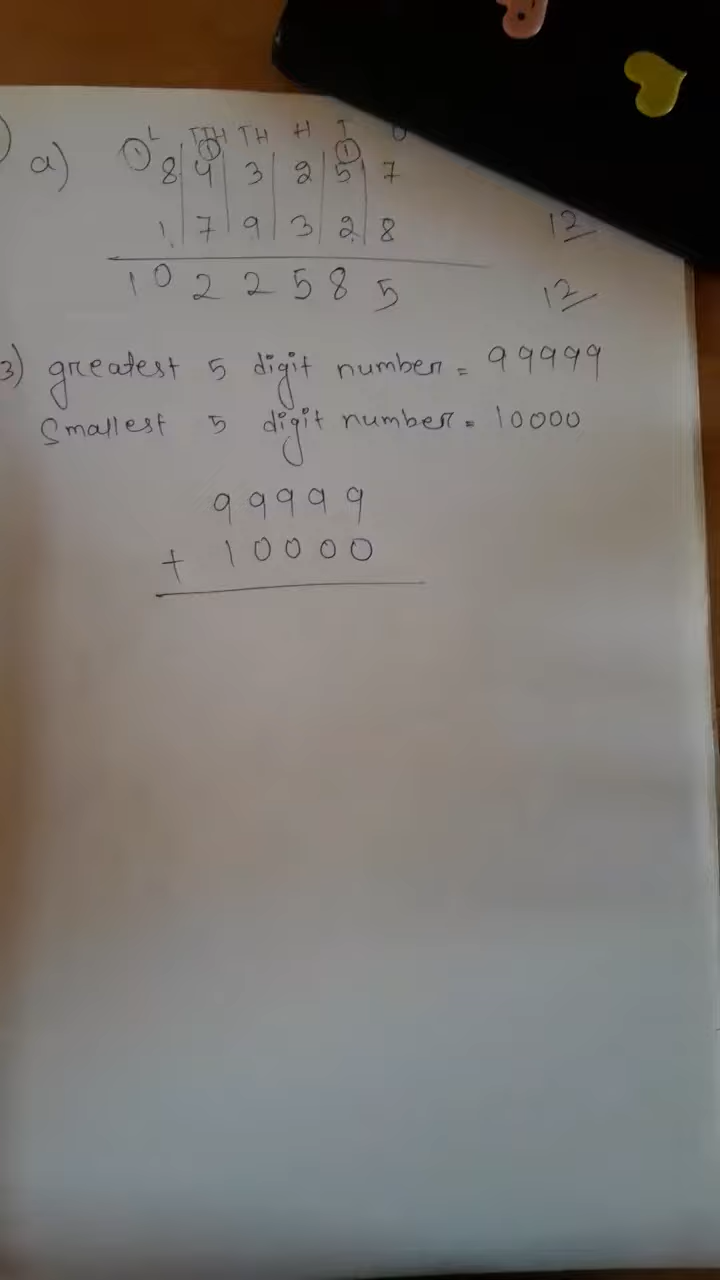 L TTH TH H T O
a) ① 8 4 ① 3 2 5 ① 7
1 7 9 3 2 8 12
1 0 2 2 5 8 5 12
3) greatest 5 digit number = 99999
Smallest 5 digit number = 10000
99999
+ 10000